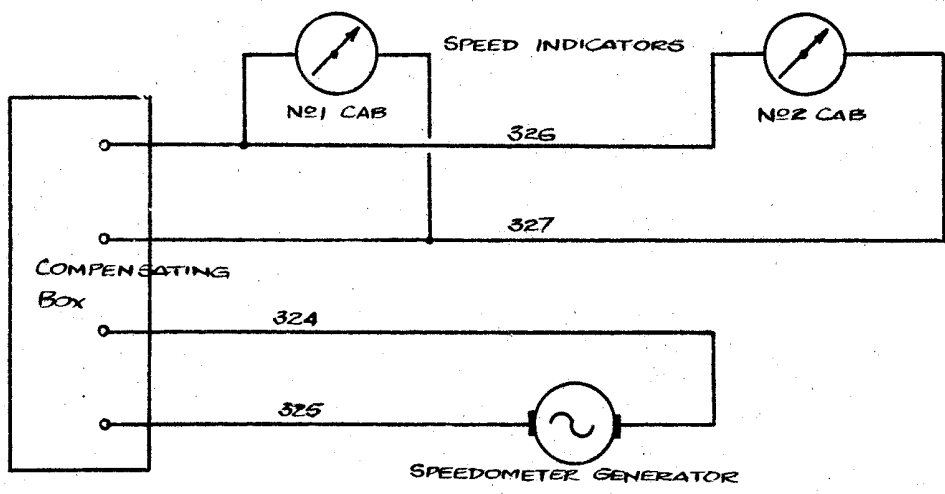 SPEED INDICATORS
Nº1 CAB
Nº2 CAB
326
327
COMPENSATING
BOX
324
325
SPEEDOMETER GENERATOR